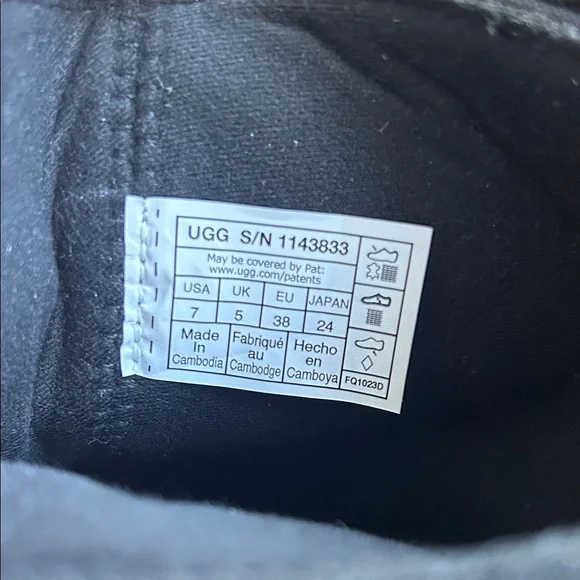 UGG S/N 1143833
May be covered by Pat:
www.ugg.com/patents
USA UK EU JAPAN
7 5 38 24
Made Fabriqué Hecho
In au en
Cambodia Cambodge Camboya
FQ1023D